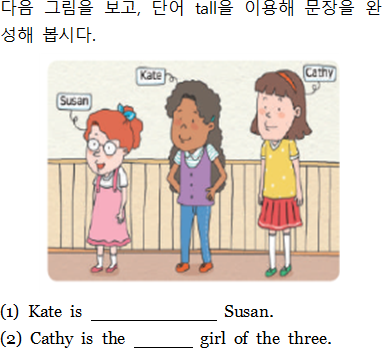 다음 그림을 보고, 단어 tall을 이용해 문장을 완
성해 봅시다.
Kate
Cathy
Susan
(1) Kate is ______________ Susan.
(2) Cathy is the _______ girl of the three.